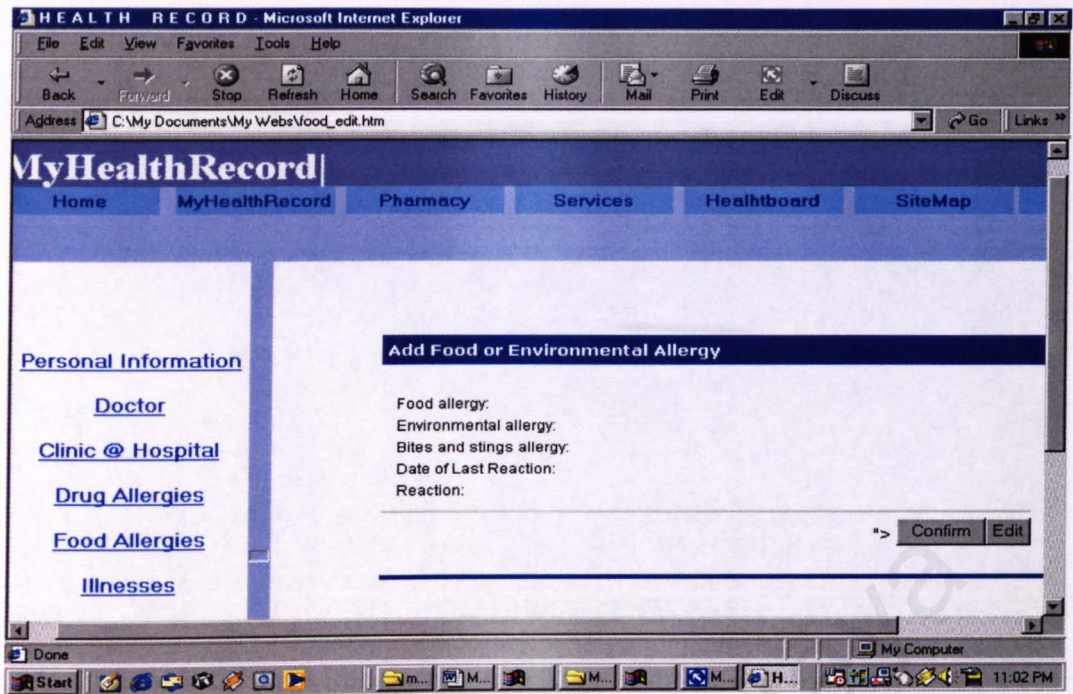 HEALTH RECORD - Microsoft Internet Explorer
File Edit View Favorites Tools Help
Back Forward Stop Refresh Home Search Favorites History Mail Print Edit Discuss
Address C:\My Documents\My Webs\food_edit.htm Go Links »
MyHealthRecord|
Home MyHealthRecord Pharmacy Services Healhtboard SiteMap
Add Food or Environmental Allergy
Personal Information
Doctor
Clinic @ Hospital
Drug Allergies
Food Allergies
Illnesses
Food allergy:
Environmental allergy:
Bites and stings allergy:
Date of Last Reaction:
Reaction:
"> Confirm Edit
Done My Computer
Start m... M... M... M... H... 11:02 PM